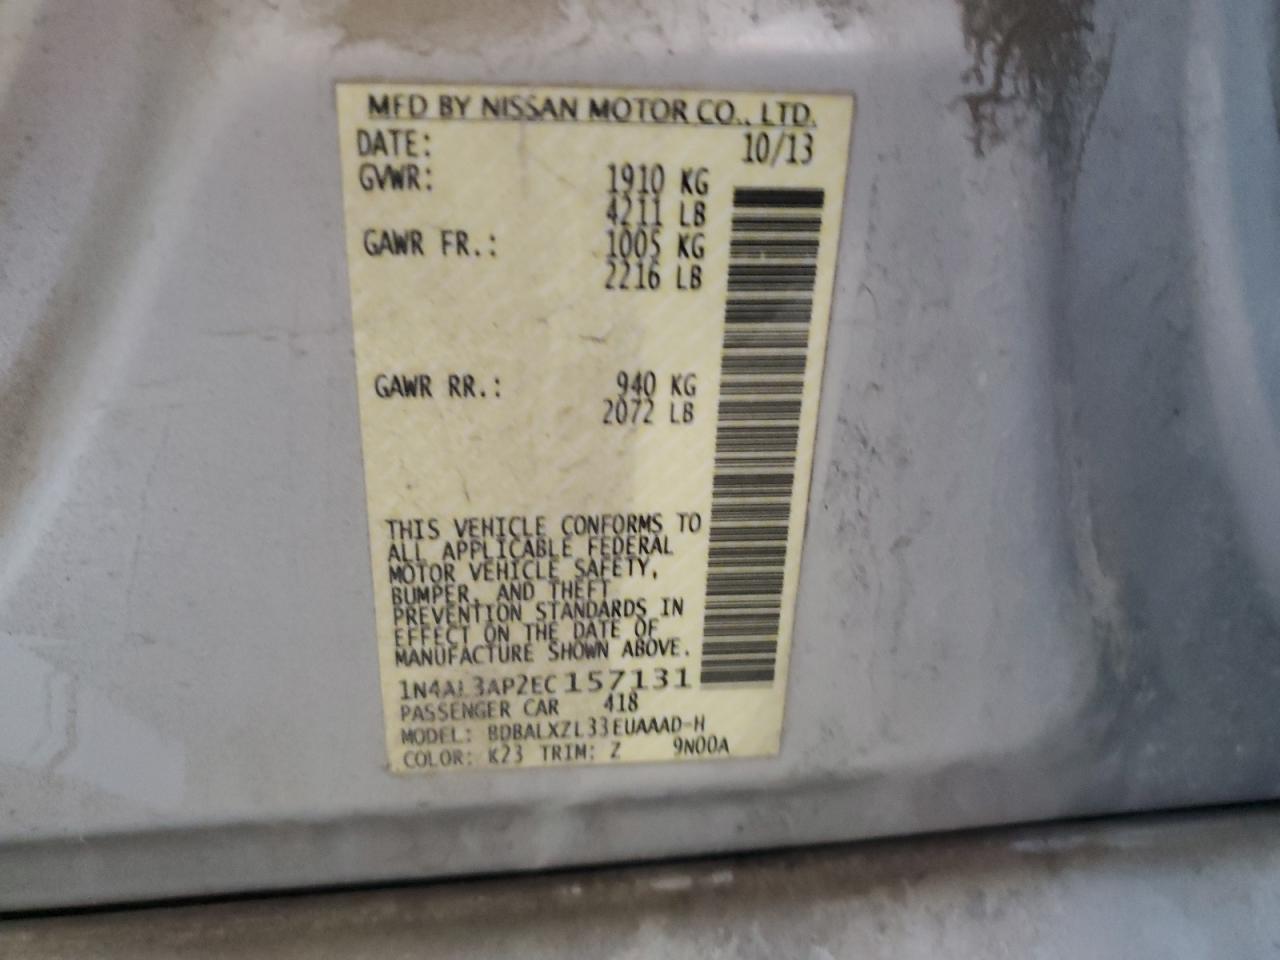 MFD BY NISSAN MOTOR CO., LTD.
DATE: 10/13
GVWR: 1910 KG
4211 LB
GAWR FR.: 1005 KG
2216 LB
GAWR RR.: 940 KG
2072 LB
THIS VEHICLE CONFORMS TO
ALL APPLICABLE FEDERAL
MOTOR VEHICLE SAFETY,
BUMPER, AND THEFT
PREVENTION STANDARDS IN
EFFECT ON THE DATE OF
MANUFACTURE SHOWN ABOVE.
1N4AL3AP2EC157131
PASSENGER CAR 418
MODEL: BDBALXZL33EUAAAD-H
COLOR: K23 TRIM: Z 9N00A